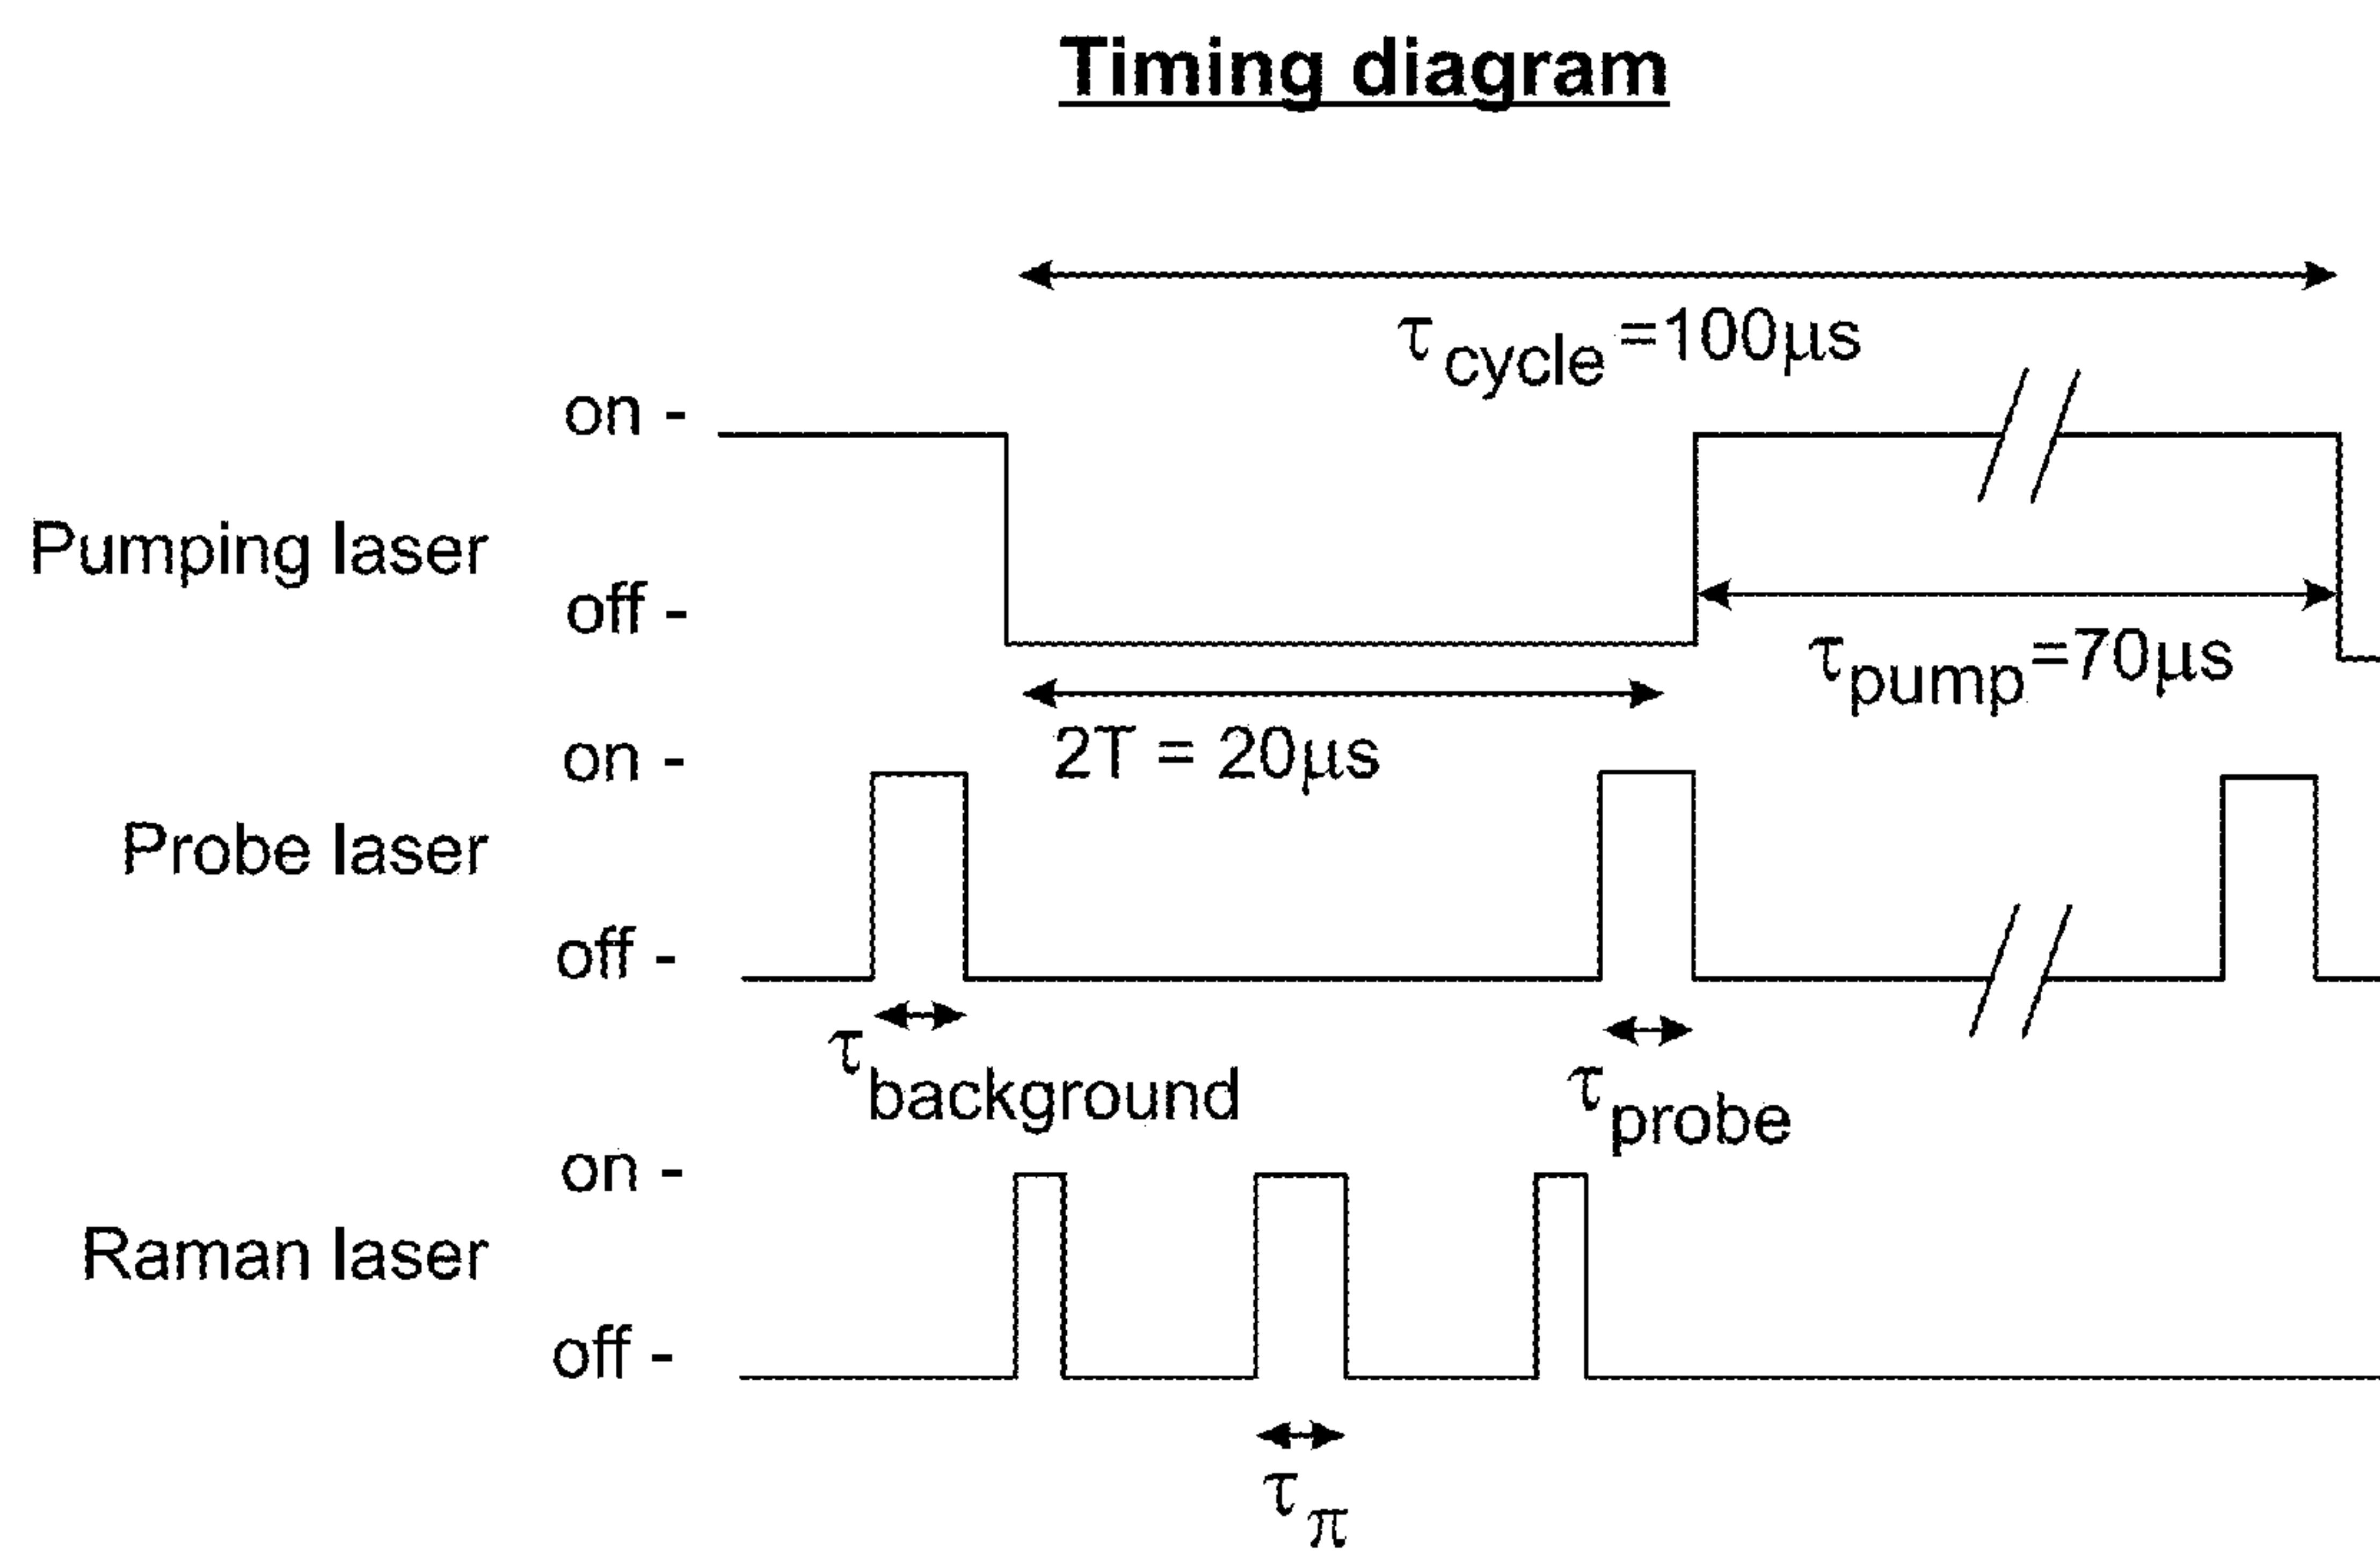 Timing diagram
τcycle=100μs
on -
Pumping laser
off -
τpump=70μs
2T = 20μs
on -
Probe laser
off -
τbackground
τprobe
on -
Raman laser
off -
τπ